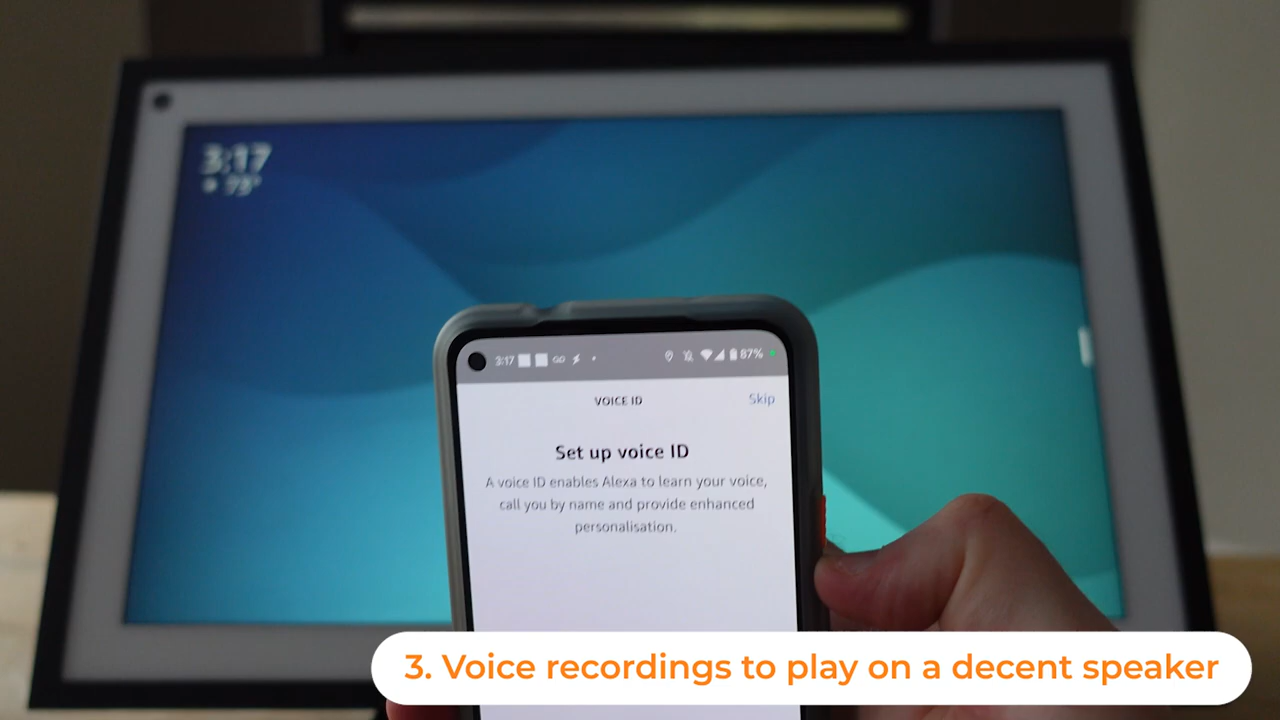 3:17
73°
3:17
87%
VOICE ID
Skip
Set up voice ID
A voice ID enables Alexa to learn your voice,
call you by name and provide enhanced
personalisation.
3. Voice recordings to play on a decent speaker